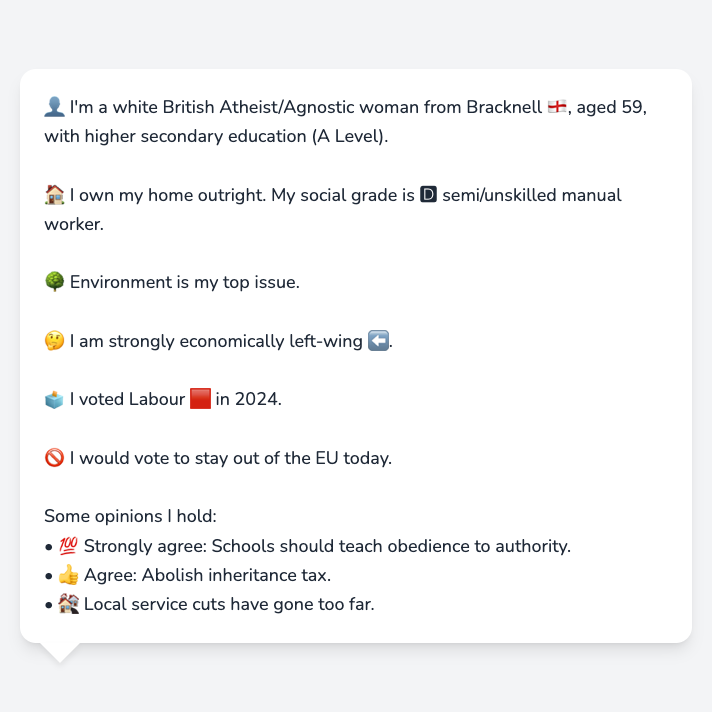 👤 I'm a white British Atheist/Agnostic woman from Bracknell 🏴󠁧󠁢󠁥󠁮󠁧󠁿, aged 59,
with higher secondary education (A Level).
🏠 I own my home outright. My social grade is 🅳 semi/unskilled manual
worker.
🌳 Environment is my top issue.
🤔 I am strongly economically left-wing ⬅️.
🗳️ I voted Labour 🟥 in 2024.
🚫 I would vote to stay out of the EU today.
Some opinions I hold:
• 💯 Strongly agree: Schools should teach obedience to authority.
• 👍 Agree: Abolish inheritance tax.
• 🏘️ Local service cuts have gone too far.